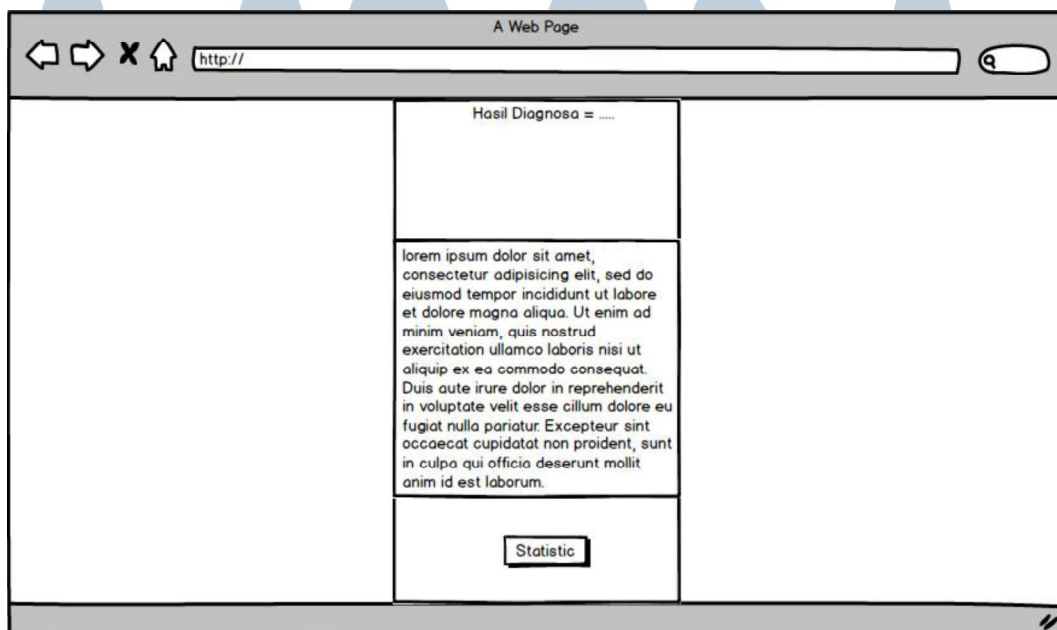 A Web Page
http://
Hasil Diagnosa = .....
lorem ipsum dolor sit amet,
consectetur adipisicing elit, sed do
eiusmod tempor incididunt ut labore
et dolore magna aliqua. Ut enim ad
minim veniam, quis nostrud
exercitation ullamco laboris nisi ut
aliquip ex ea commodo consequat.
Duis aute irure dolor in reprehenderit
in voluptate velit esse cillum dolore eu
fugiat nulla pariatur. Excepteur sint
occaecat cupidatat non proident, sunt
in culpa qui officia deserunt mollit
anim id est laborum.
Statistic